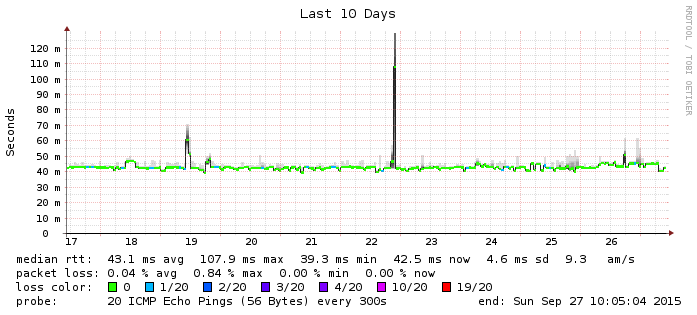 Last 10 Days
RRDTOOL / TOBI OETIKER
Seconds
120 m
110 m
100 m
90 m
80 m
70 m
60 m
50 m
40 m
30 m
20 m
10 m
0
17 18 19 20 21 22 23 24 25 26
median rtt: 43.1 ms avg 107.9 ms max 39.3 ms min 42.5 ms now 4.6 ms sd 9.3 am/s
packet loss: 0.04 % avg 0.84 % max 0.00 % min 0.00 % now
loss color: 0 1/20 2/20 3/20 4/20 10/20 19/20
probe: 20 ICMP Echo Pings (56 Bytes) every 300s end: Sun Sep 27 10:05:04 2015